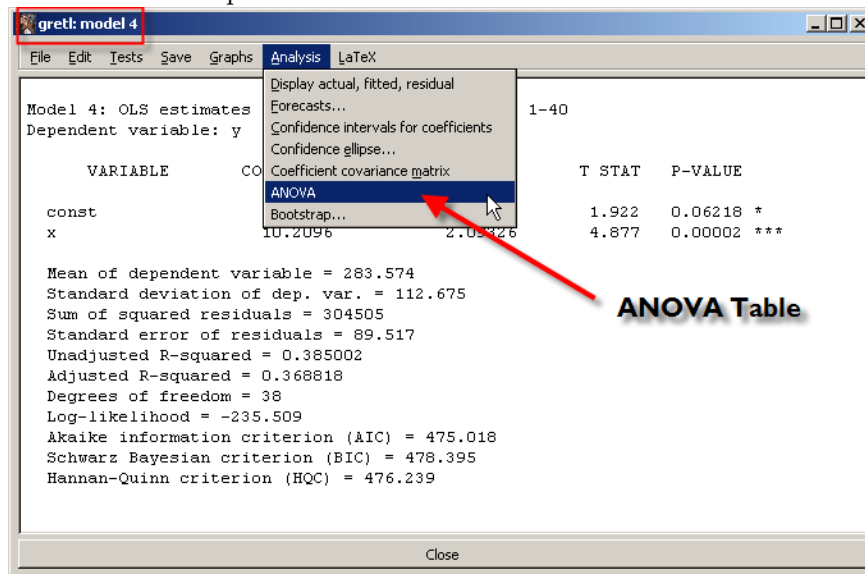 gretl: model 4
File Edit Tests Save Graphs Analysis LaTeX
Display actual, fitted, residual
Forecasts...
Confidence intervals for coefficients
Confidence ellipse...
Coefficient covariance matrix
ANOVA
Bootstrap...
Model 4: OLS estimates 1-40
Dependent variable: y
VARIABLE CO T STAT P-VALUE
const 1.922 0.06218 *
x 10.2096 2.09326 4.877 0.00002 ***
Mean of dependent variable = 283.574
Standard deviation of dep. var. = 112.675
Sum of squared residuals = 304505
Standard error of residuals = 89.517
Unadjusted R-squared = 0.385002
Adjusted R-squared = 0.368818
Degrees of freedom = 38
Log-likelihood = -235.509
Akaike information criterion (AIC) = 475.018
Schwarz Bayesian criterion (BIC) = 478.395
Hannan-Quinn criterion (HQC) = 476.239
ANOVA Table
Close